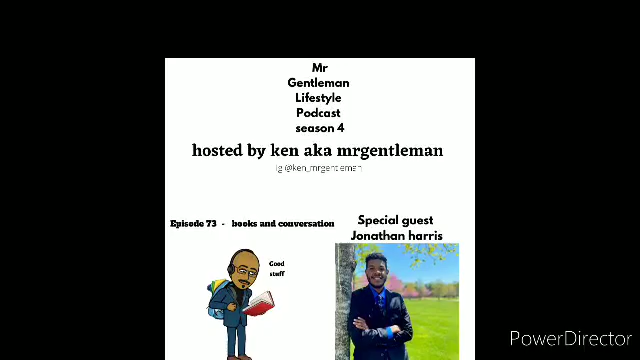 Mr
Gentleman
Lifestyle
Podcast
season 4
hosted by ken aka mrgentleman
ig @ken_mrgentleman
Episode 73 - books and conversation
Special guest
Jonathan harris
Good
stuff
PowerDirector